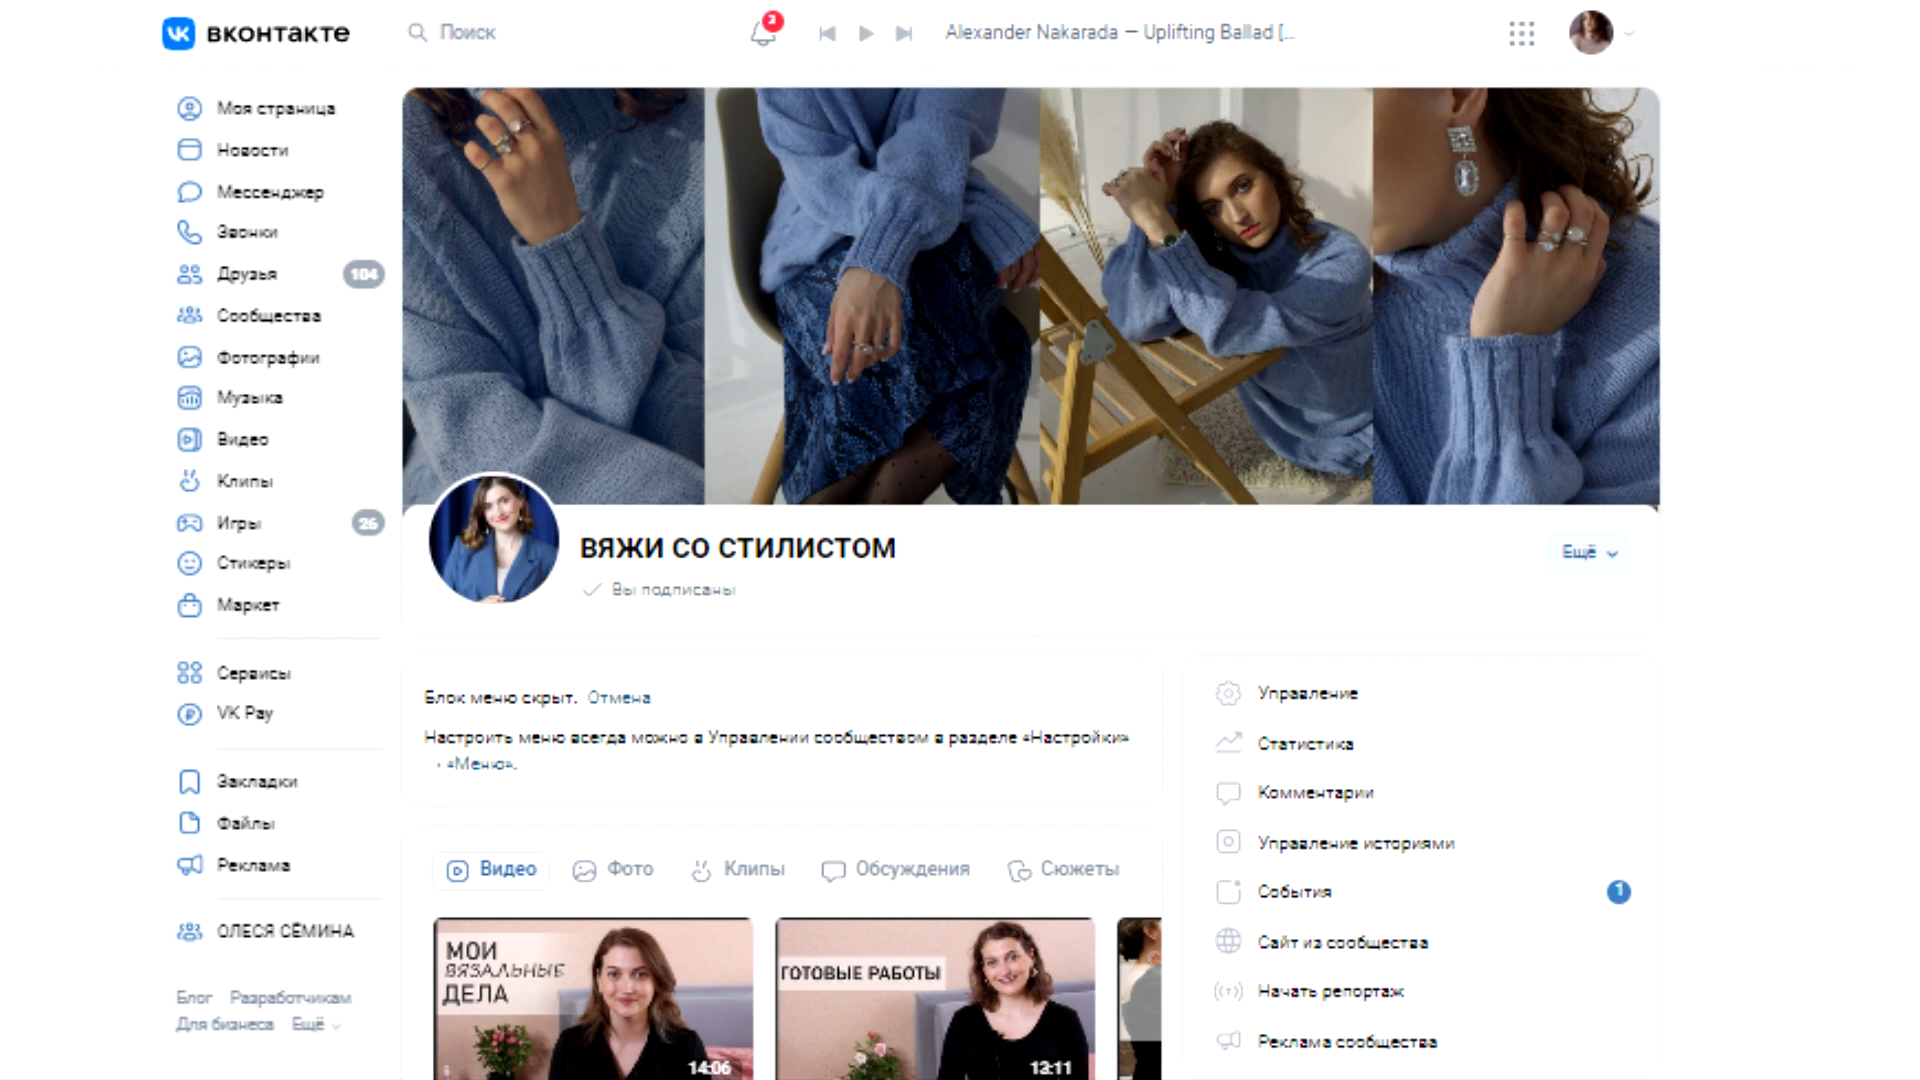 вконтакте
Поиск
3
Alexander Nakarada — Uplifting Ballad [...
Моя страница
Новости
Мессенджер
Звонки
Друзья 104
Сообщества
Фотографии
Музыка
Видео
Клипы
Игры 26
Стикеры
Маркет
Сервисы
VK Pay
Закладки
Файлы
Реклама
ОЛЕСЯ СЁМИНА
Блог Разработчикам
Для бизнеса Ещё
ВЯЖИ СО СТИЛИСТОМ
Вы подписаны
Ещё
Блок меню скрыт. Отмена
Настроить меню всегда можно в Управлении сообществом в разделе «Настройки»
› «Меню».
Видео Фото Клипы Обсуждения Сюжеты
МОИ
ВЯЗАЛЬНЫЕ
ДЕЛА
14:06
ГОТОВЫЕ РАБОТЫ
13:11
Управление
Статистика
Комментарии
Управление историями
События 1
Сайт из сообщества
Начать репортаж
Реклама сообщества